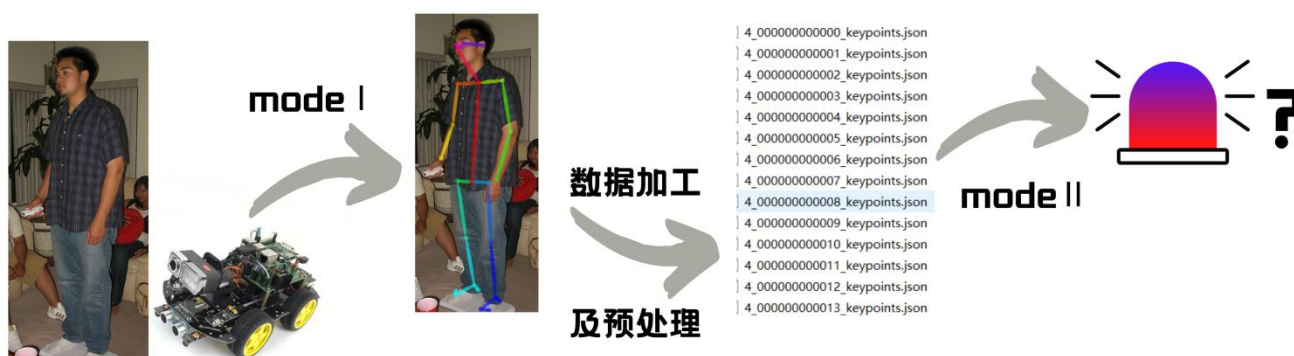 mode I
数据加工
及预处理
4_000000000000_keypoints.json
4_000000000001_keypoints.json
4_000000000002_keypoints.json
4_000000000003_keypoints.json
4_000000000004_keypoints.json
4_000000000005_keypoints.json
4_000000000006_keypoints.json
4_000000000007_keypoints.json
4_000000000008_keypoints.json
4_000000000009_keypoints.json
4_000000000010_keypoints.json
4_000000000011_keypoints.json
4_000000000012_keypoints.json
4_000000000013_keypoints.json
mode II
?